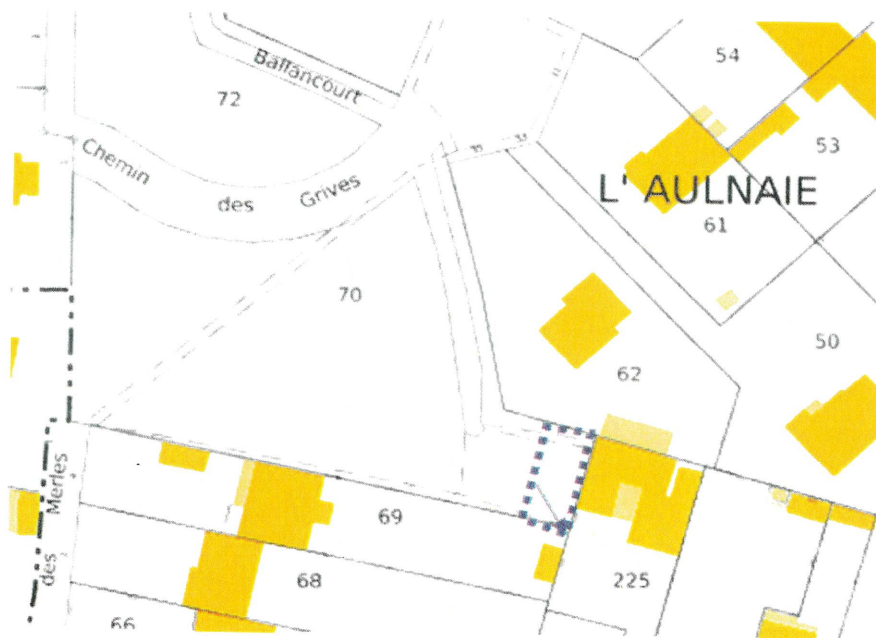 54
Ballancourt
72
53
Chemin des Grives
L' AULNAIE
61
70
50
62
des Merles
69
68
225
66